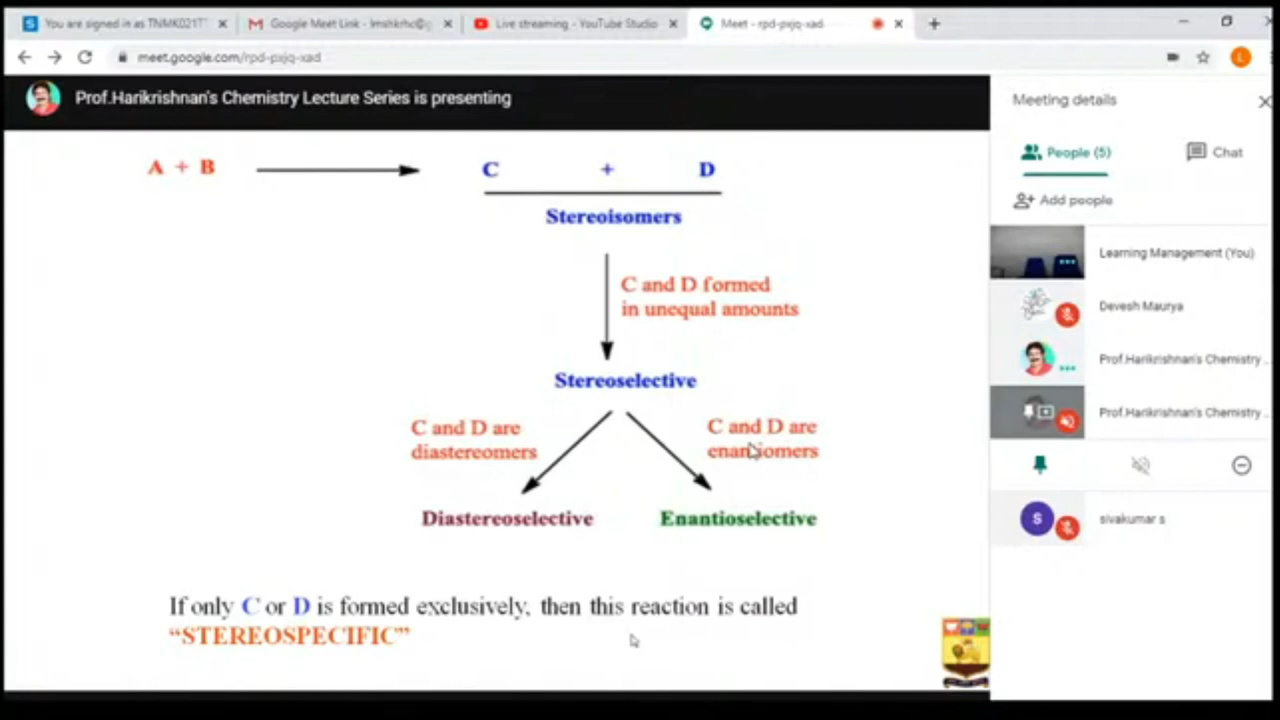 You are signed in as TNMK021T
Google Meet Link - lmshkrhc@g
Live streaming - YouTube Studio
Meet - rpd-pxjq-xad
meet.google.com/rpd-pxjq-xad
L
Prof.Harikrishnan's Chemistry Lecture Series is presenting
A + B
C + D
Stereoisomers
C and D formed
in unequal amounts
Stereoselective
C and D are
diastereomers
C and D are
enantiomers
Diastereoselective
Enantioselective
If only C or D is formed exclusively, then this reaction is called
“STEREOSPECIFIC”
Meeting details
People (5)
Chat
Add people
Learning Management (You)
Devesh Maurya
Prof.Harikrishnan's Chemistry ...
Prof.Harikrishnan's Chemistry ...
S
sivakumar s